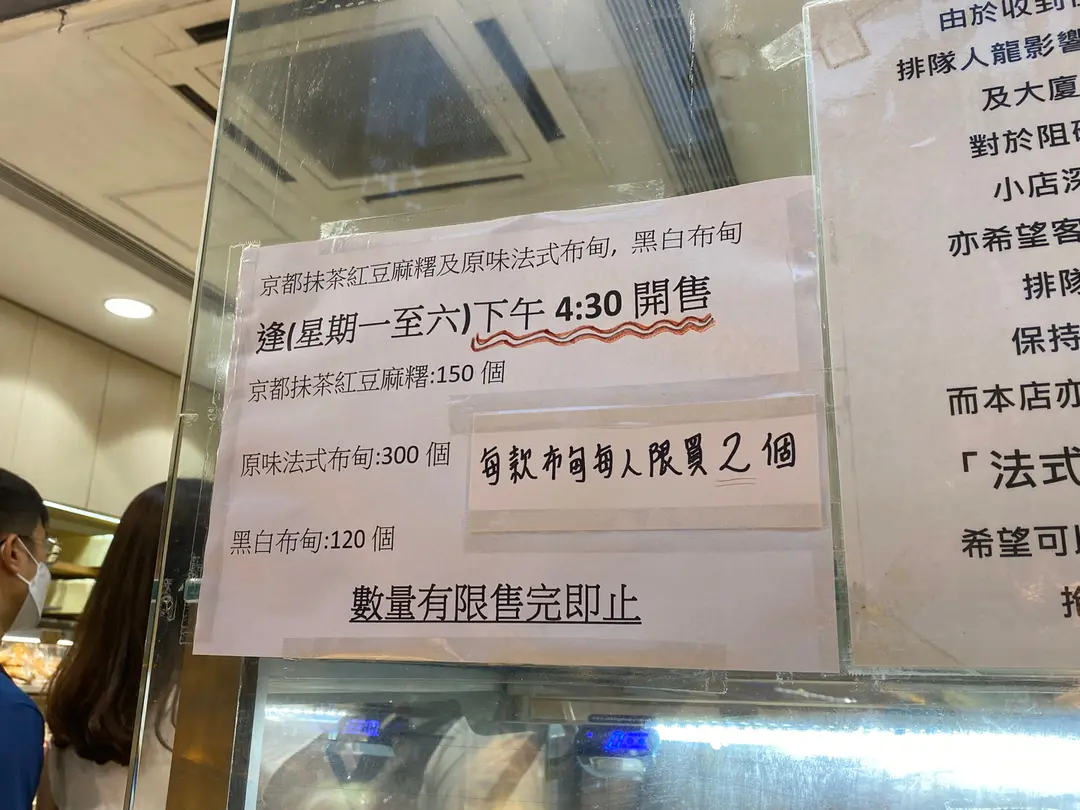 京都抹茶紅豆麻糬及原味法式布甸, 黑白布甸
逢(星期一至六)下午 4:30 開售
京都抹茶紅豆麻糬:150 個
原味法式布甸:300 個
每款布甸每人限買 2 個
黑白布甸:120 個
數量有限售完即止
由於收到
排隊人龍影響
及大廈
對於阻
小店深
亦希望客
排隊
保持
而本店亦
「法式
希望可